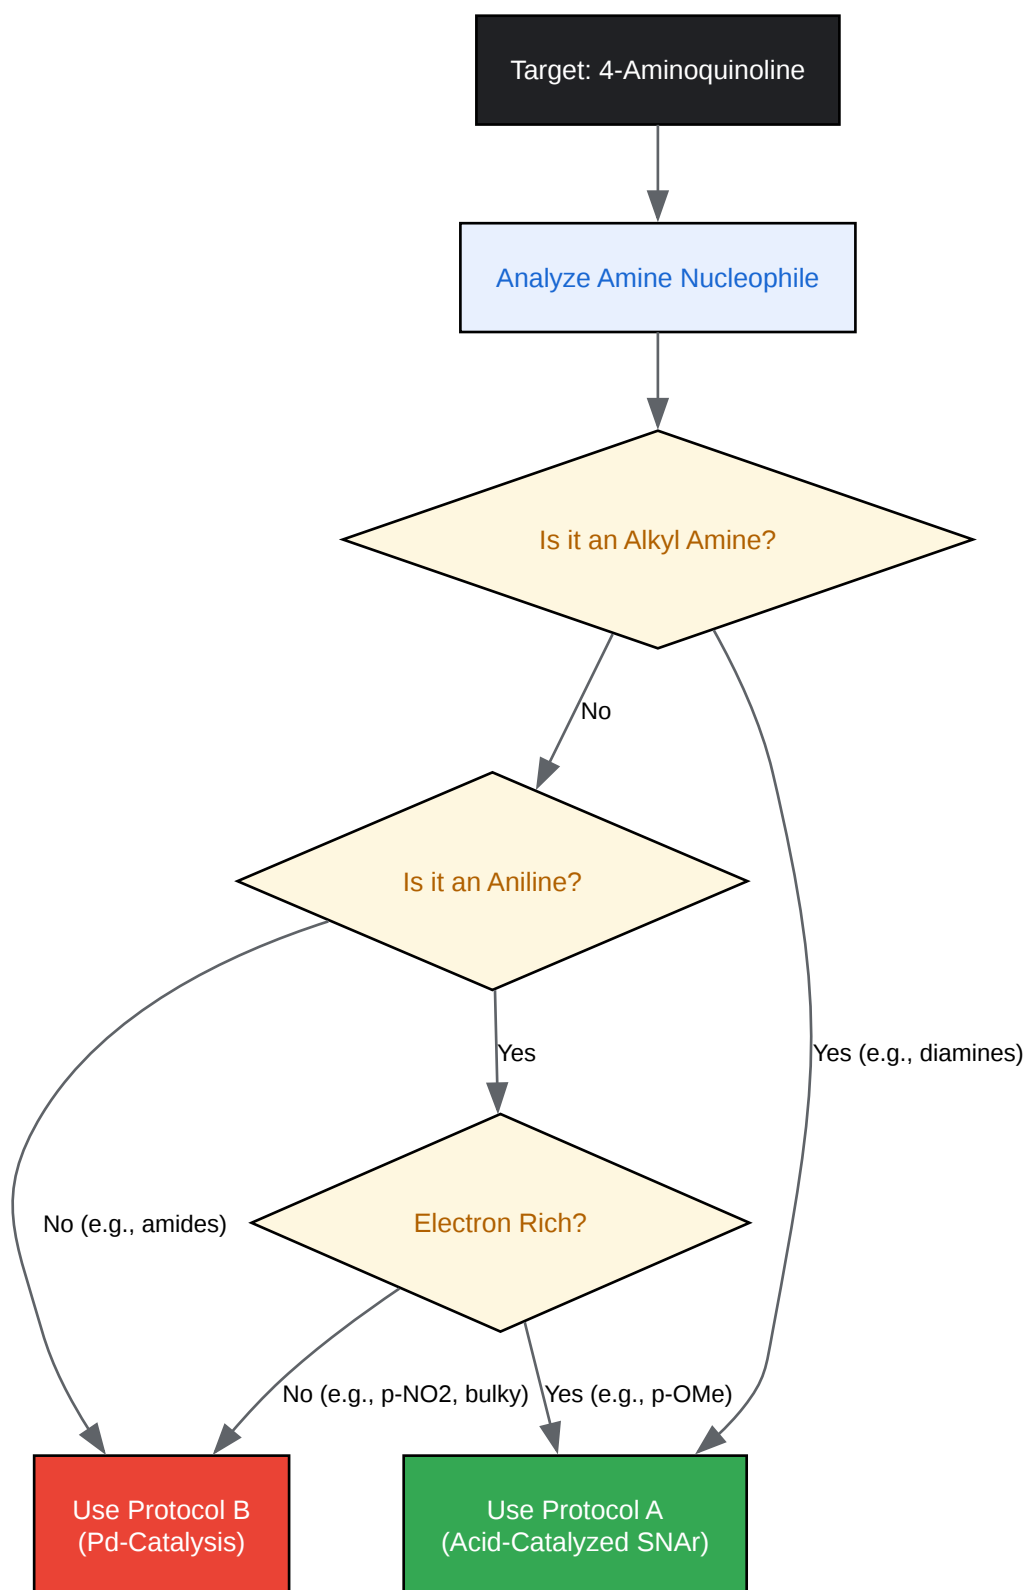 Target: 4-Aminoquinoline
Analyze Amine Nucleophile
Is it an Alkyl Amine?
No
Is it an Aniline?
Yes
Yes (e.g., diamines)
Electron Rich?
No (e.g., amides)
No (e.g., p-NO2, bulky)
Yes (e.g., p-OMe)
Use Protocol B
(Pd-Catalysis)
Use Protocol A
(Acid-Catalyzed SNAr)